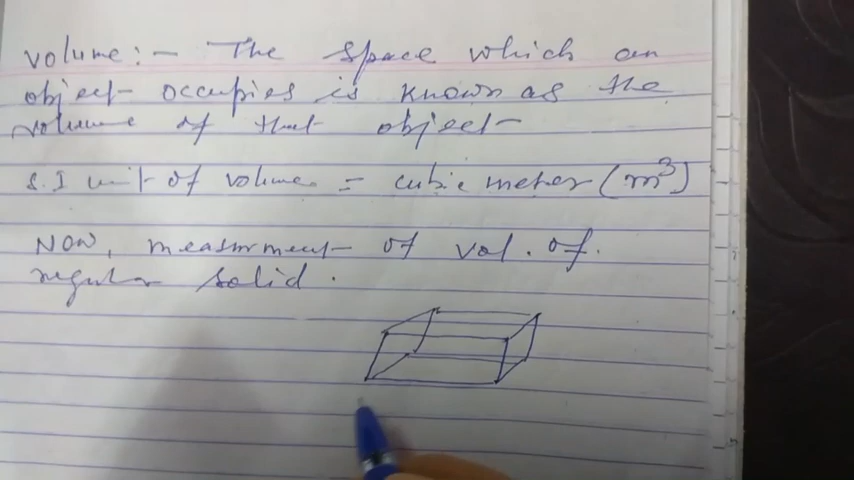 volume:- The space which an
object occupies is known as the
volume of that object
S.I unit of volume = cubic meter (m³)
NOW, measurment of vol. of.
regular solid.